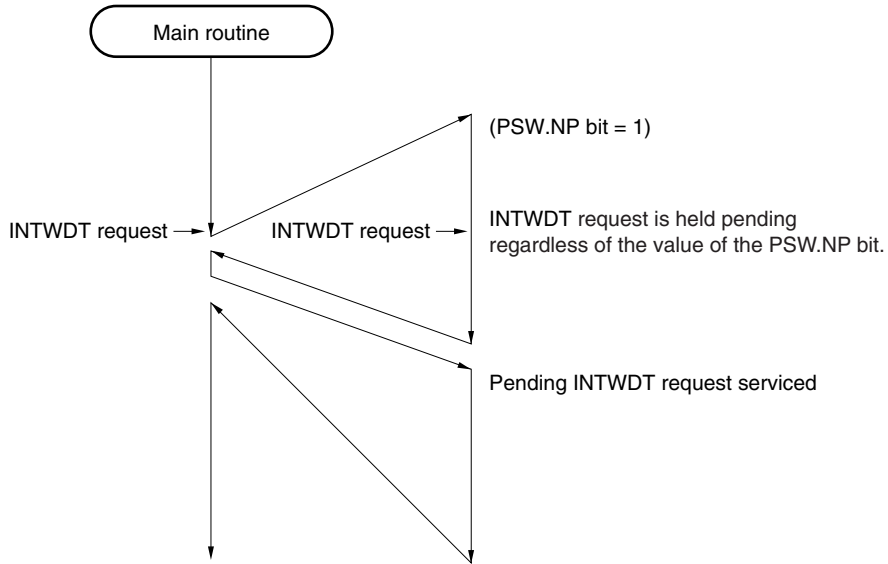 Main routine
(PSW.NP bit = 1)
INTWDT request
INTWDT request
INTWDT request is held pending
regardless of the value of the PSW.NP bit.
Pending INTWDT request serviced